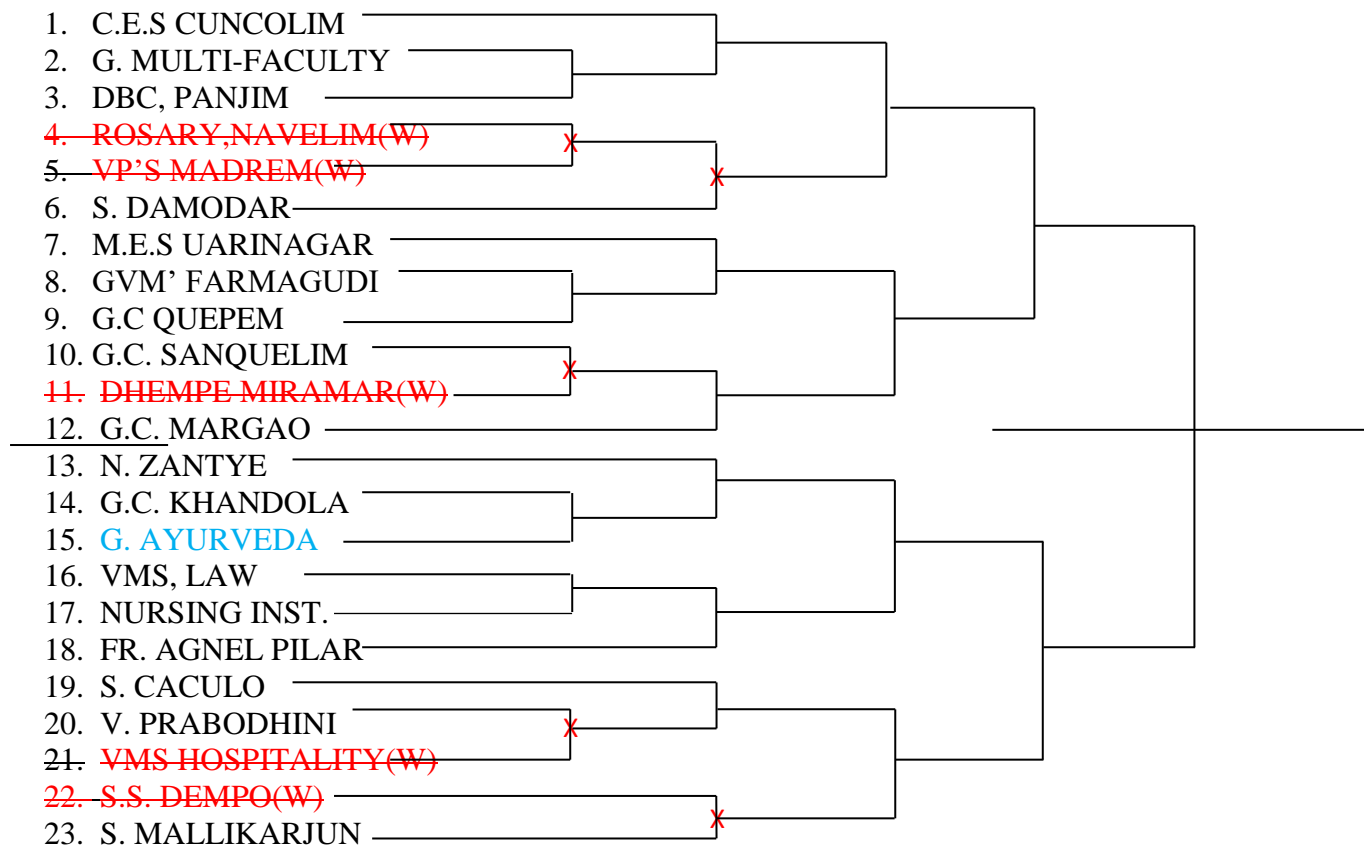 1. C.E.S CUNCOLIM
2. G. MULTI-FACULTY
3. DBC, PANJIM
4. ROSARY,NAVELIM(W)
X
5. VP'S MADREM(W)
X
6. S. DAMODAR
7. M.E.S UARINAGAR
8. GVM' FARMAGUDI
9. G.C QUEPEM
10. G.C. SANQUELIM
X
11. DHEMPE MIRAMAR(W)
12. G.C. MARGAO
13. N. ZANTYE
14. G.C. KHANDOLA
15. G. AYURVEDA
16. VMS, LAW
17. NURSING INST.
18. FR. AGNEL PILAR
19. S. CACULO
20. V. PRABODHINI
X
21. VMS HOSPITALITY(W)
22. S.S. DEMPO(W)
X
23. S. MALLIKARJUN